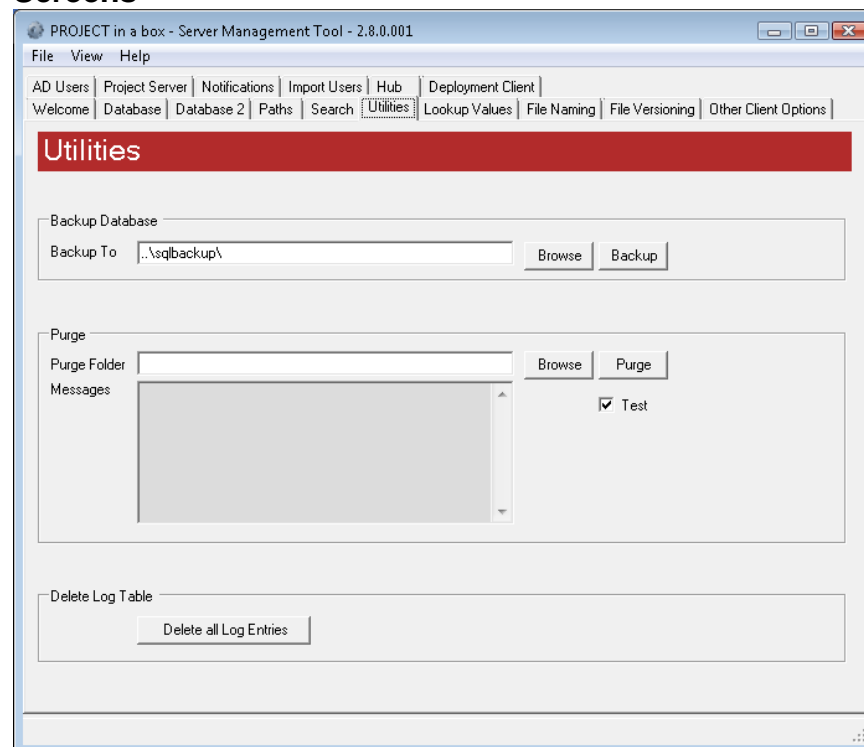 Screens
PROJECT in a box - Server Management Tool - 2.8.0.001
File View Help
AD Users Project Server Notifications Import Users Hub Deployment Client
Welcome Database Database 2 Paths Search Utilities Lookup Values File Naming File Versioning Other Client Options
Utilities
Backup Database
Backup To ..\sqlbackup\ Browse Backup
Purge
Purge Folder Browse Purge
Messages
Test
Delete Log Table
Delete all Log Entries